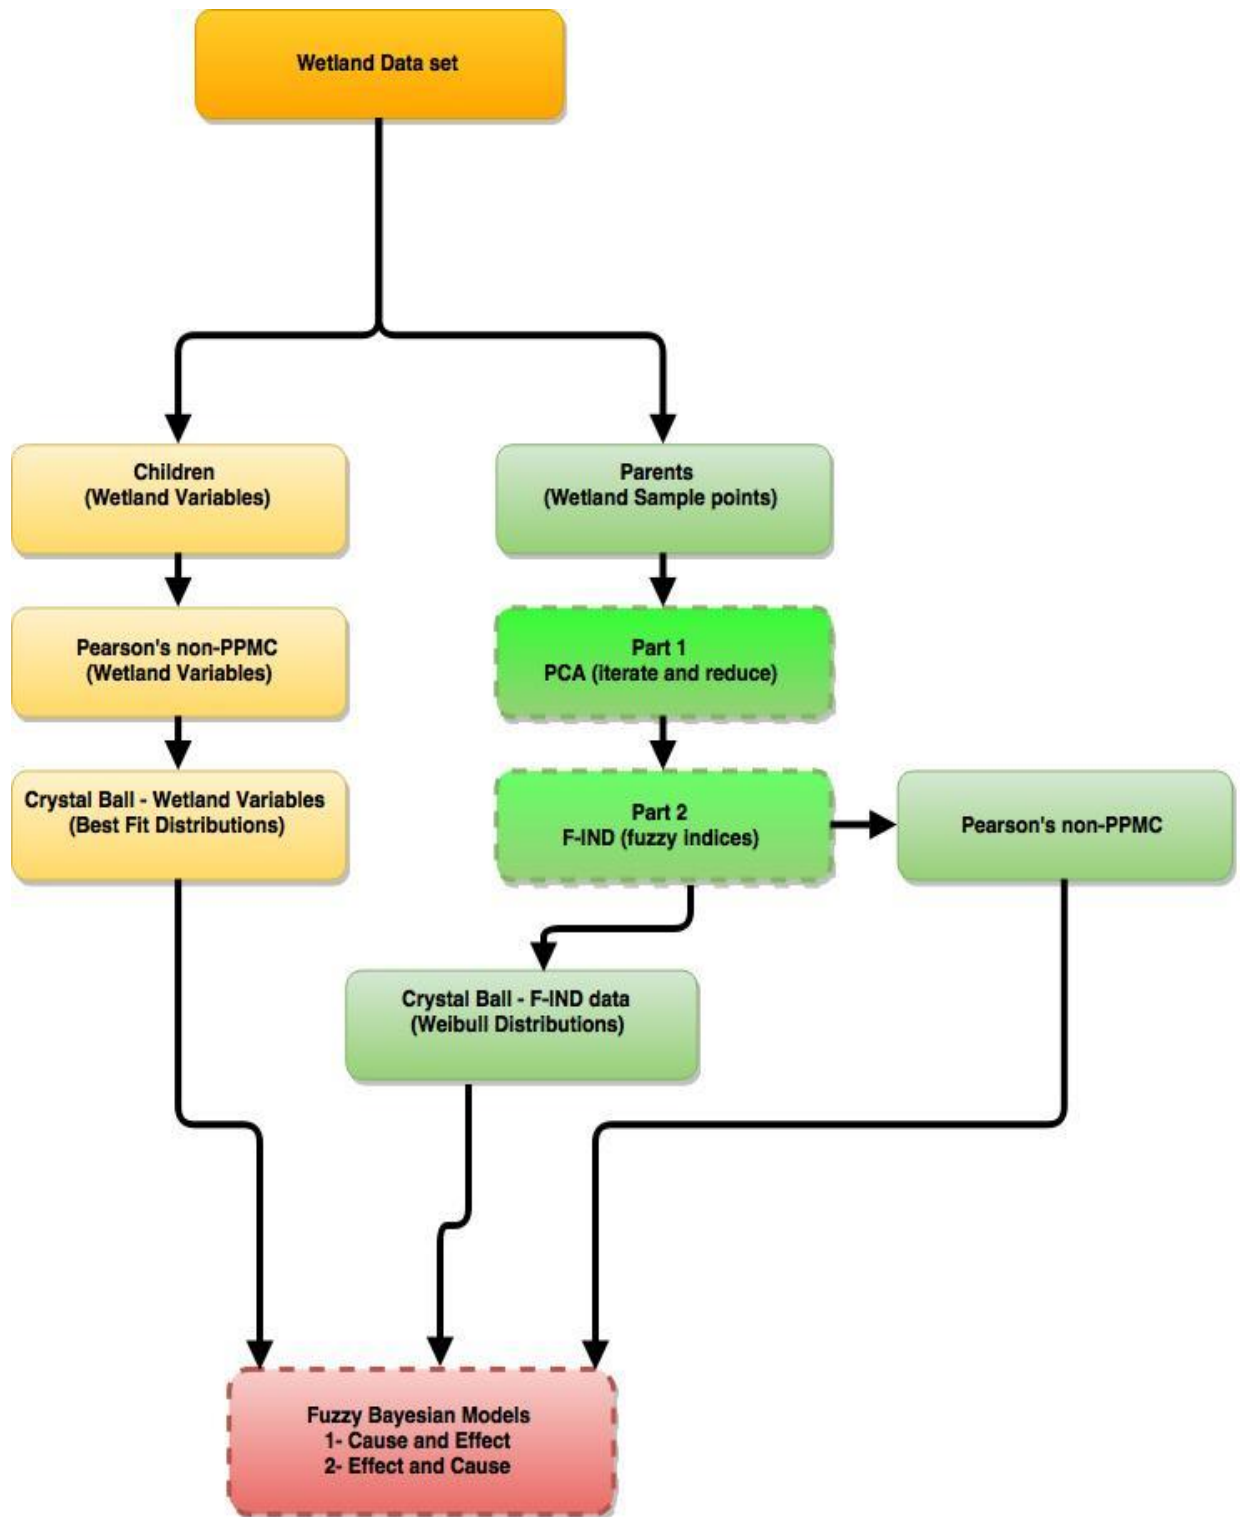 Wetland Data set
Children
(Wetland Variables)
Parents
(Wetland Sample points)
Pearson's non-PPMC
(Wetland Variables)
Part 1
PCA (iterate and reduce)
Crystal Ball - Wetland Variables
(Best Fit Distributions)
Part 2
F-IND (fuzzy indices)
Pearson's non-PPMC
Crystal Ball - F-IND data
(Weibull Distributions)
Fuzzy Bayesian Models
1- Cause and Effect
2- Effect and Cause